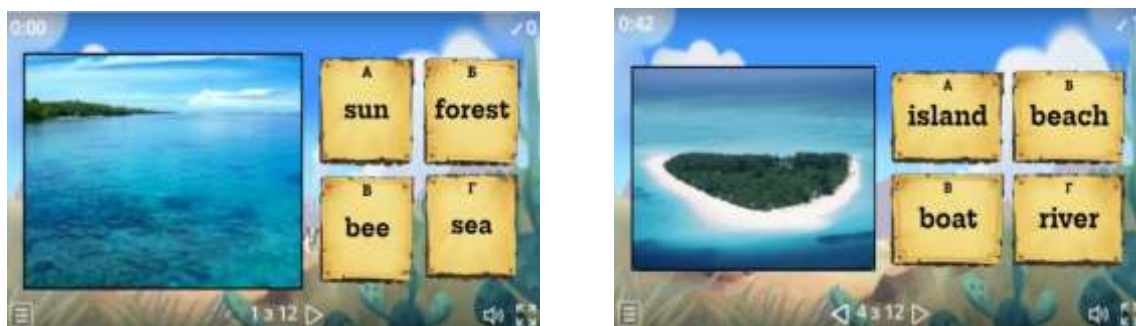 0:00 ✓0
А Б
sun forest
В Г
bee sea
1 з 12
0:42 ✓
А Б
island beach
В Г
boat river
4 з 12